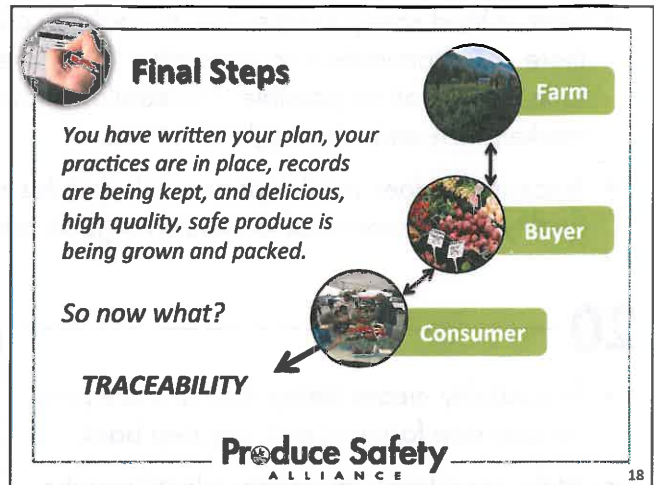 Final Steps
You have written your plan, your
practices are in place, records
are being kept, and delicious,
high quality, safe produce is
being grown and packed.
So now what?
TRACEABILITY
Farm
Buyer
Consumer
Produce Safety
ALLIANCE
18